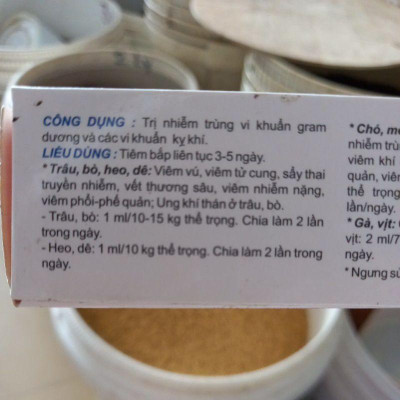 CÔNG DỤNG : Trị nhiễm trùng vi khuẩn gram
dương và các vi khuẩn kỵ khí.
LIỀU DÙNG : Tiêm bắp liên tục 3-5 ngày.
* Trâu, bò, heo, dê: Viêm vú, viêm tử cung, sẩy thai
truyền nhiễm, vết thương sâu, viêm nhiễm nặng,
viêm phổi-phế quản; Ung khí thán ở trâu, bò.
- Trâu, bò: 1 ml/10-15 kg thể trọng. Chia làm 2 lần
trong ngày.
- Heo, dê: 1 ml/10 kg thể trọng. Chia làm 2 lần trong
ngày.
* Chó,
nhiễm trùn
viêm khí
quản, viên
thể trọng
lần/ngày.
* Gà, vịt:
vịt: 2 ml/7
ngày.
* Ngưng sử